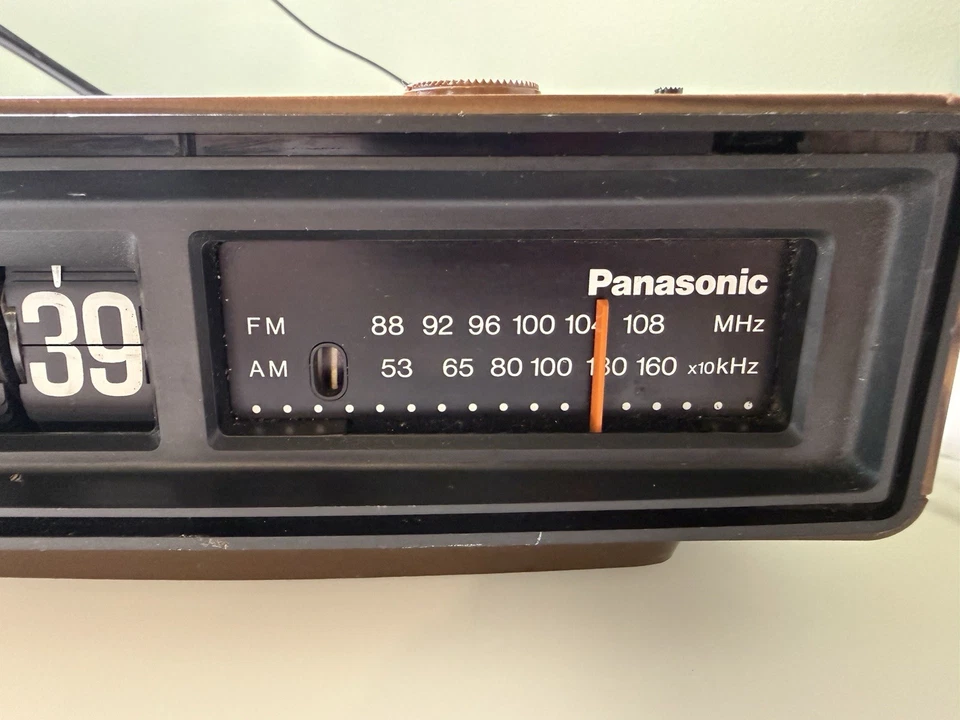 Panasonic
FM 88 92 96 100 104 108 MHz
39
AM 53 65 80 100 130 160 x10kHz